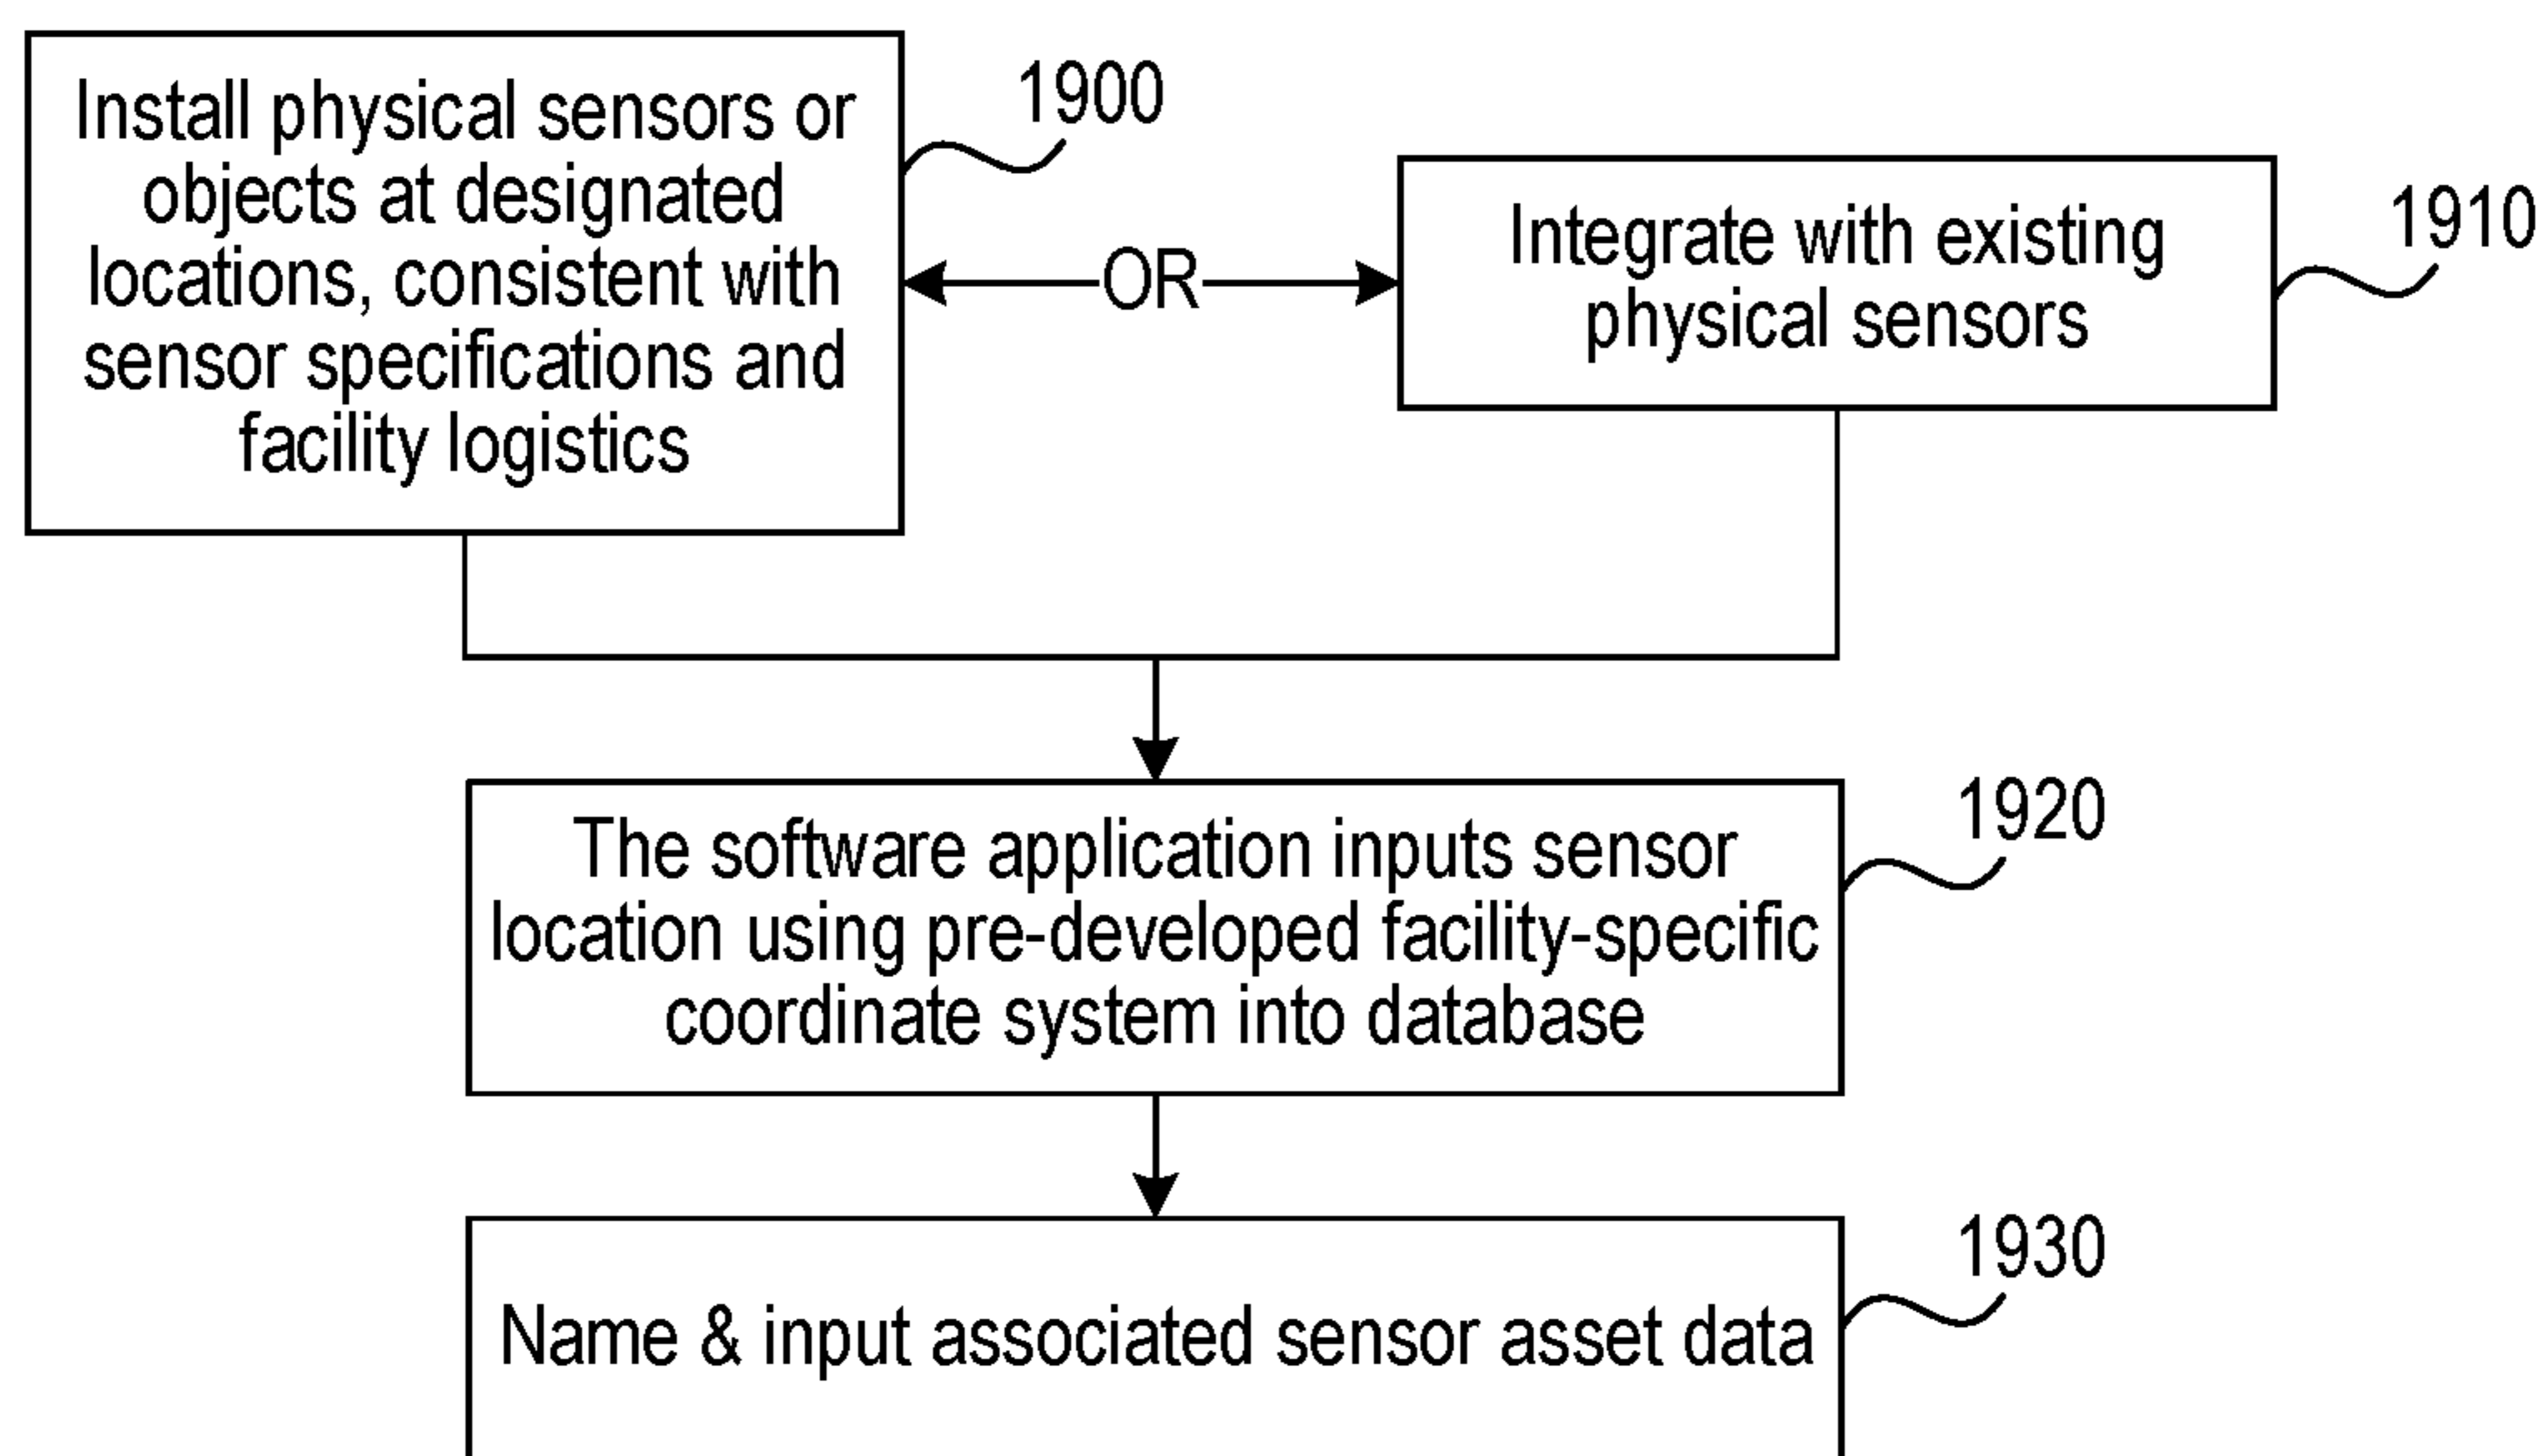 Install physical sensors or
objects at designated
locations, consistent with
sensor specifications and
facility logistics
1900
OR
Integrate with existing
physical sensors
1910
The software application inputs sensor
location using pre-developed facility-specific
coordinate system into database
1920
Name & input associated sensor asset data
1930